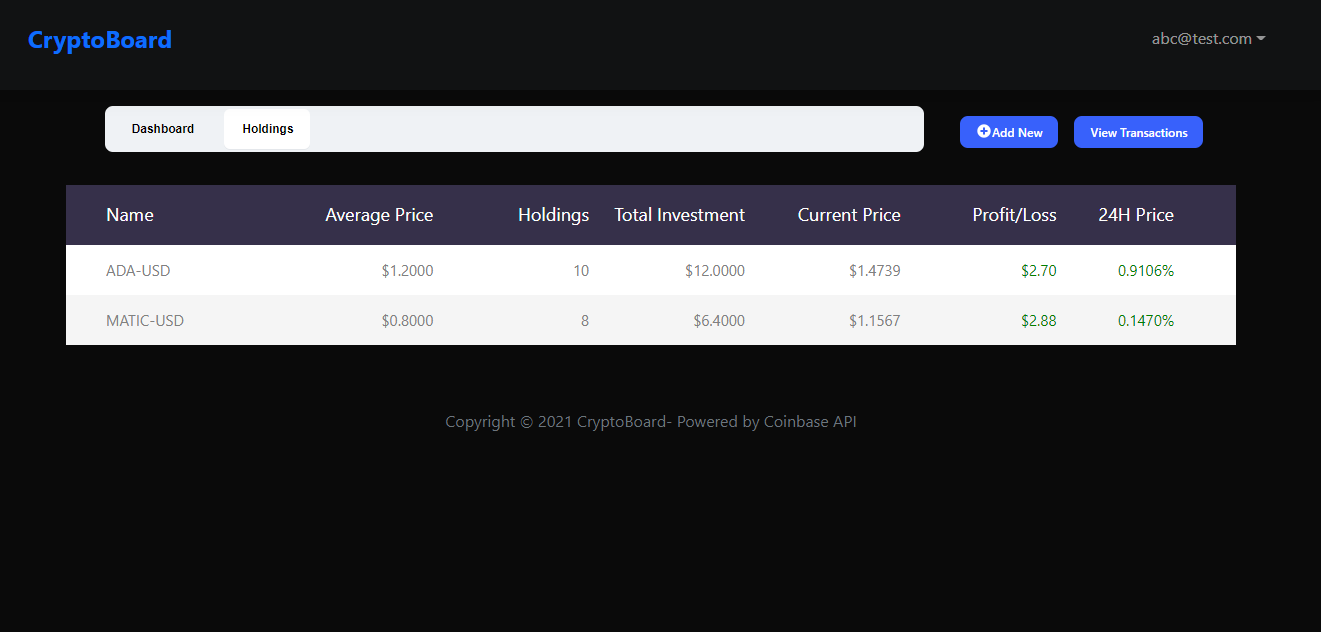 CryptoBoard abc@test.com
Dashboard Holdings Add New View Transactions
Name Average Price Holdings Total Investment Current Price Profit/Loss 24H Price
ADA-USD $1.2000 10 $12.0000 $1.4739 $2.70 0.9106%
MATIC-USD $0.8000 8 $6.4000 $1.1567 $2.88 0.1470%
Copyright © 2021 CryptoBoard- Powered by Coinbase API